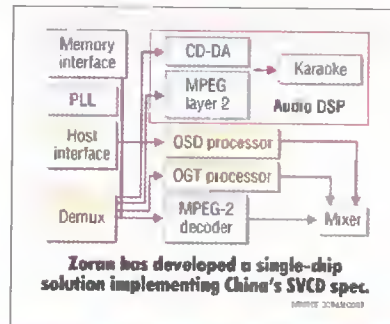 Memory
interface
PLL
Host
interface
Demux
CD-DA
MPEG
layer 2
Karaoke
Audio DSP
OSD processor
OGT processor
MPEG-2
decoder
Mixer
Zoran has developed a single-chip
solution implementing China's SVCD spec.